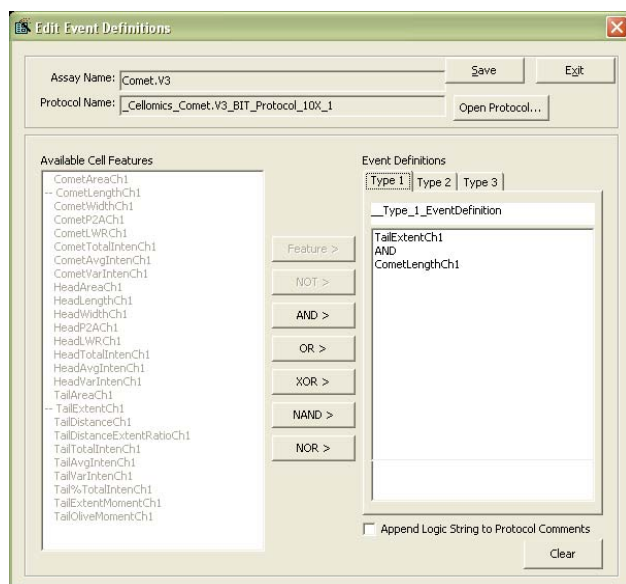 Edit Event Definitions
Assay Name: Comet.V3
Save
Exit
Protocol Name: _Cellomics_Comet.V3_BIT_Protocol_10X_1
Open Protocol...
Available Cell Features
CometAreaCh1
-- CometLengthCh1
CometWidthCh1
CometP2ACh1
CometLWRCh1
CometTotalIntenCh1
CometAvgIntenCh1
CometVarIntenCh1
HeadAreaCh1
HeadLengthCh1
HeadWidthCh1
HeadP2ACh1
HeadLWRCh1
HeadTotalIntenCh1
HeadAvgIntenCh1
HeadVarIntenCh1
TailAreaCh1
-- TailExtentCh1
TailDistanceCh1
TailDistanceExtentRatioCh1
TailTotalIntenCh1
TailAvgIntenCh1
TailVarIntenCh1
Tail%TotalIntenCh1
TailExtentMomentCh1
TailOliveMomentCh1
Feature >
NOT >
AND >
OR >
XOR >
NAND >
NOR >
Event Definitions
Type 1 Type 2 Type 3
__Type_1_EventDefinition
TailExtentCh1
AND
CometLengthCh1
Append Logic String to Protocol Comments
Clear